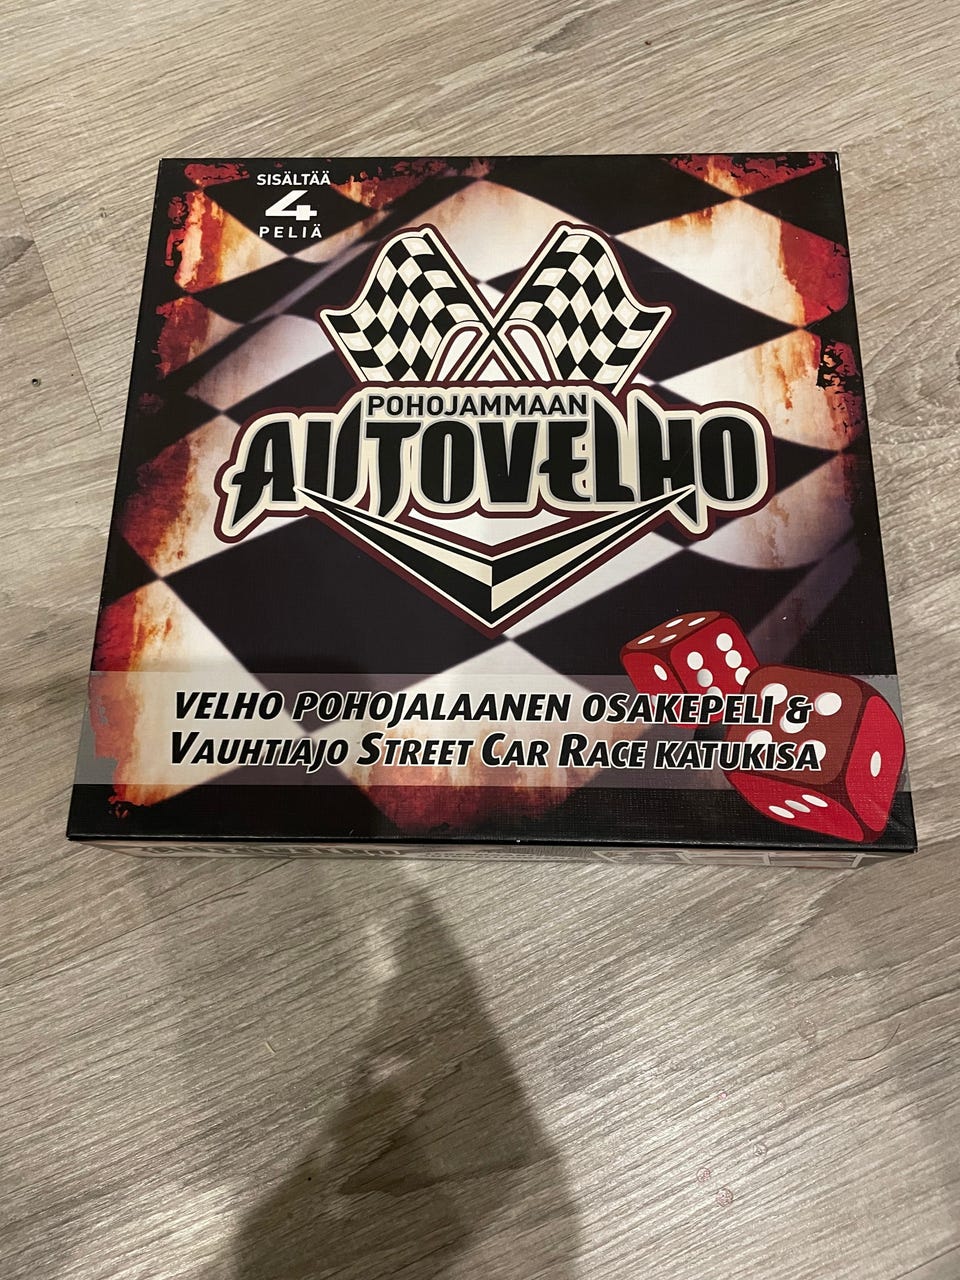 SISÄLTÄÄ
4
PELIÄ
POHOJAMMAAN
AUTOVELHO
VELHO POHOJALAANEN OSAKEPELI &
VAUHTIAJO STREET CAR RACE KATUKISA